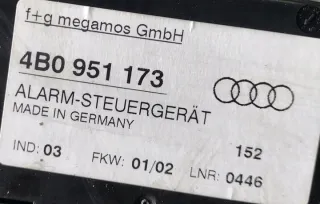 f+g megamos GmbH
4B0 951 173
ALARM-STEUERGERÄT
MADE IN GERMANY
152
IND: 03 FKW: 01/02 LNR: 0446